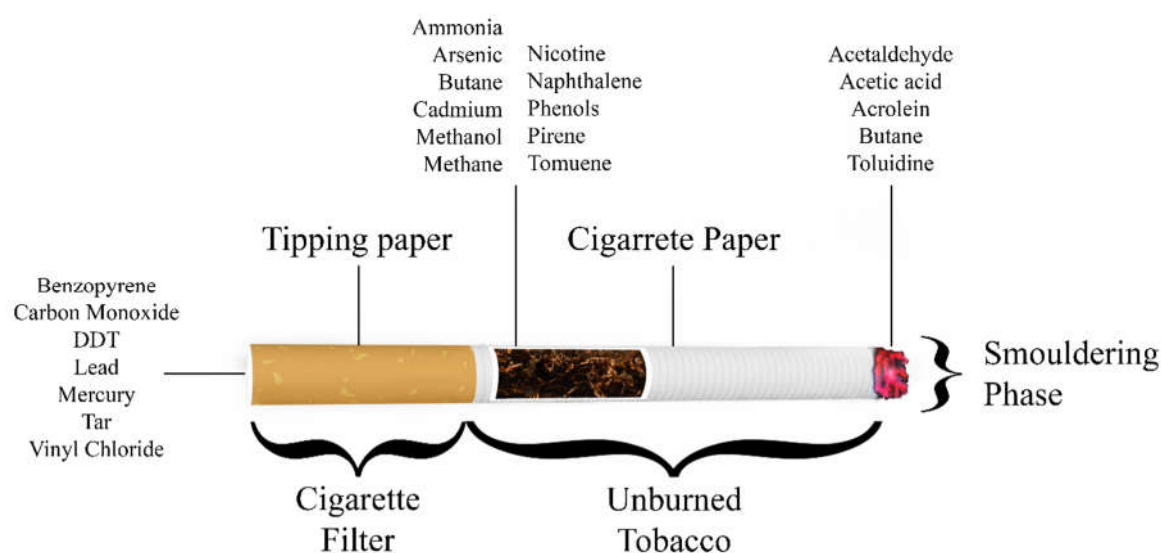 Ammonia
Arsenic
Butane
Cadmium
Methanol
Methane
Nicotine
Naphthalene
Phenols
Pirene
Tomuene
Acetaldehyde
Acetic acid
Acrolein
Butane
Toluidine
Tipping paper
Cigarrete Paper
Benzopyrene
Carbon Monoxide
DDT
Lead
Mercury
Tar
Vinyl Chloride
Smouldering
Phase
Cigarette
Filter
Unburned
Tobacco